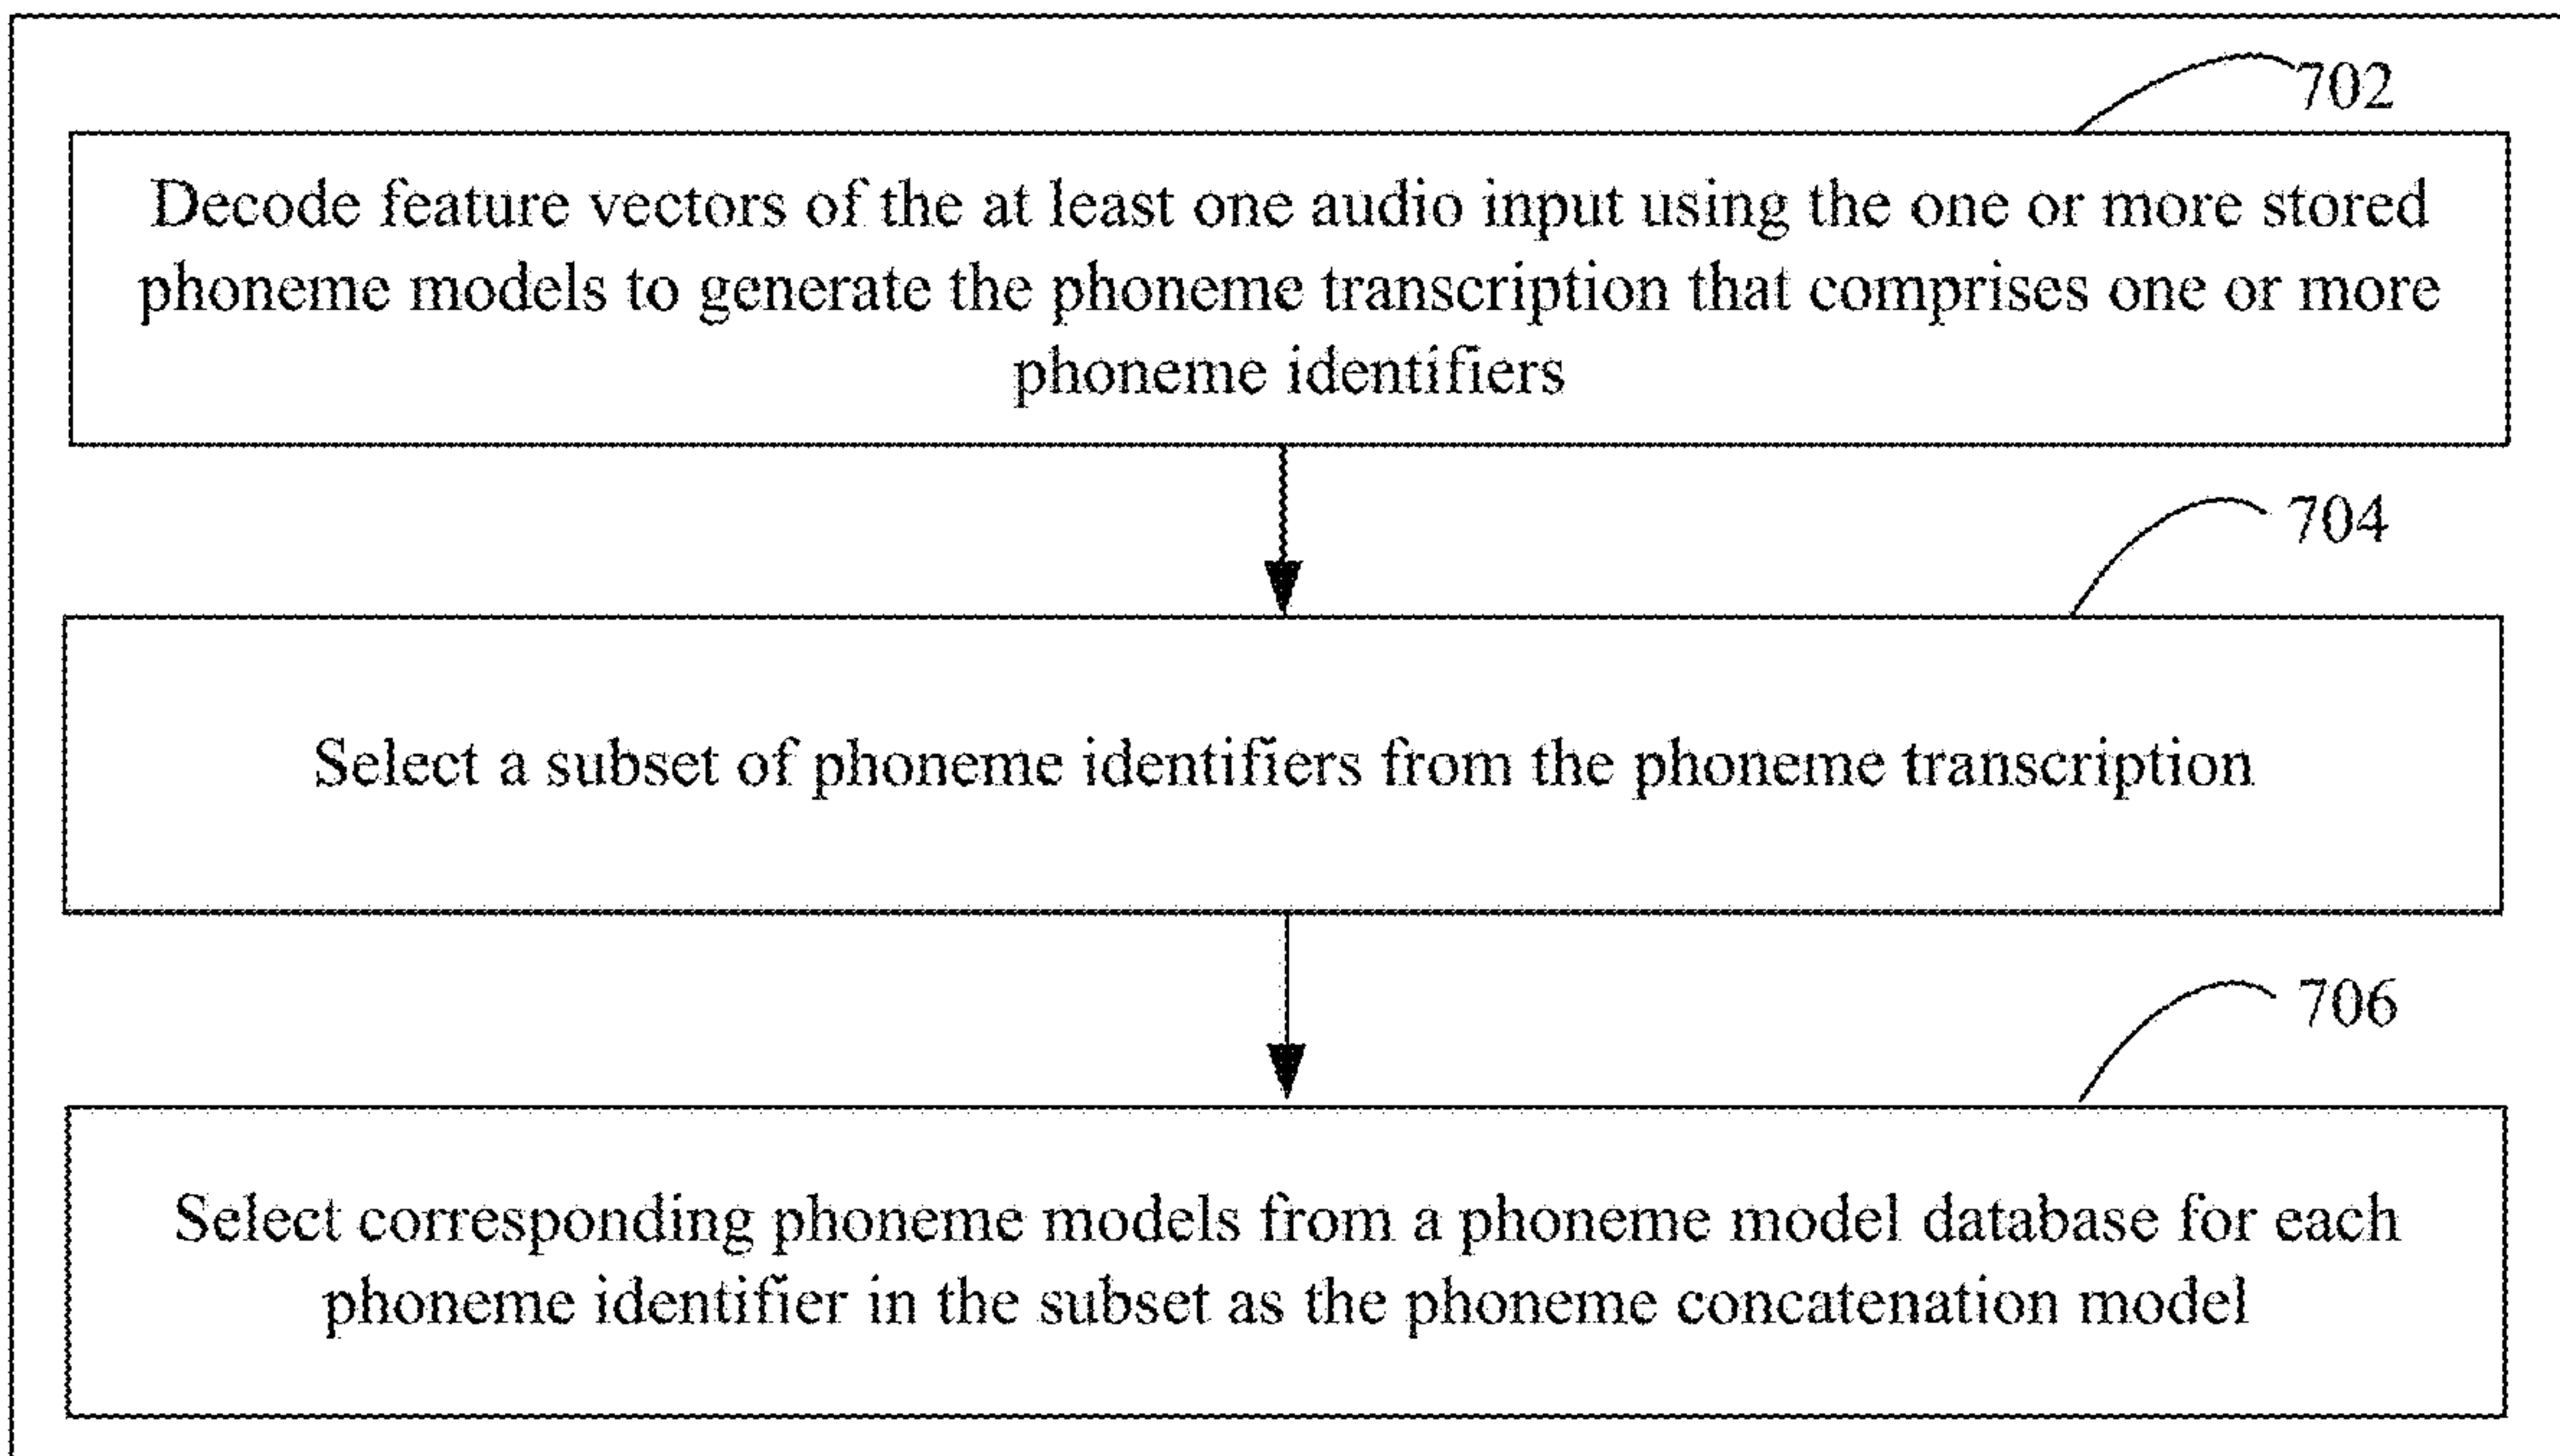 702
Decode feature vectors of the at least one audio input using the one or more stored
phoneme models to generate the phoneme transcription that comprises one or more
phoneme identifiers
704
Select a subset of phoneme identifiers from the phoneme transcription
706
Select corresponding phoneme models from a phoneme model database for each
phoneme identifier in the subset as the phoneme concatenation model